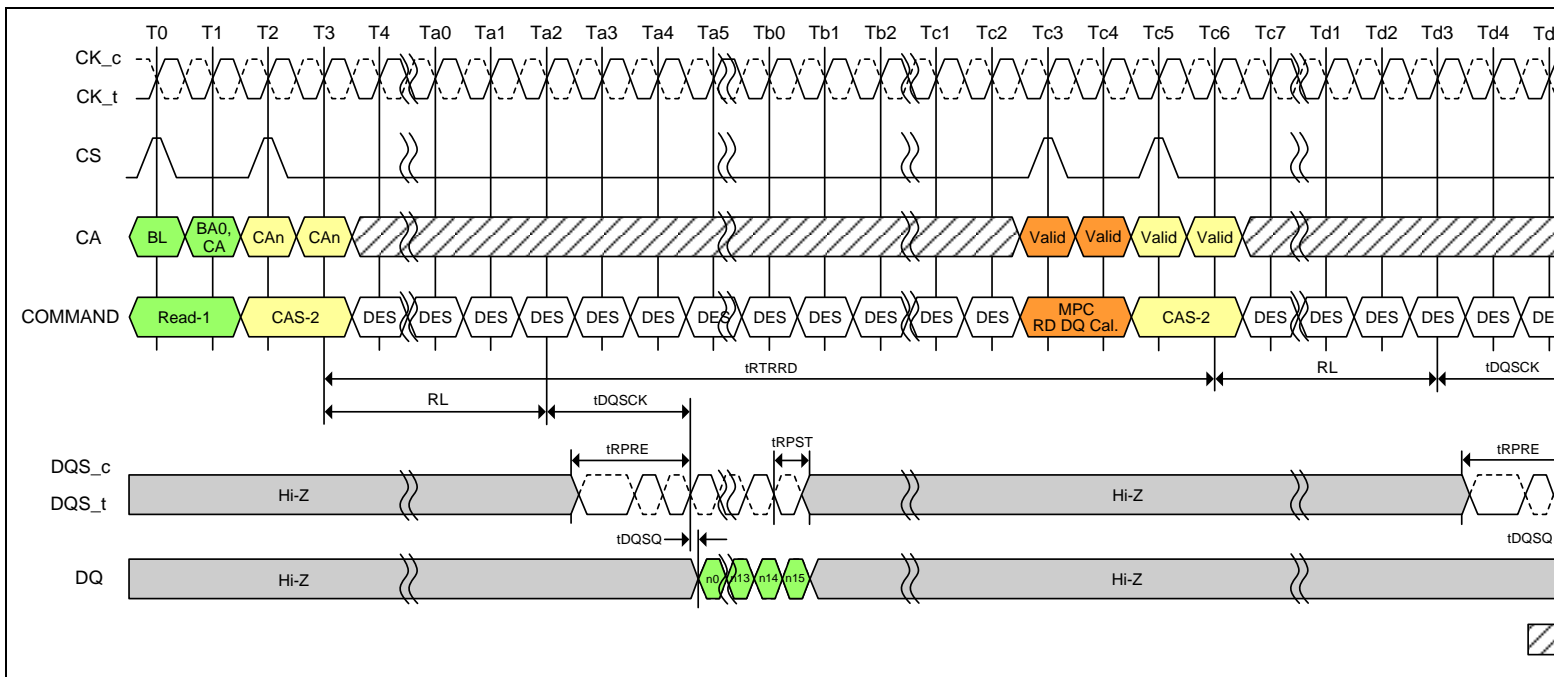 T0 T1 T2 T3 T4 Ta0 Ta1 Ta2 Ta3 Ta4 Ta5 Tb0 Tb1 Tb2 Tc1 Tc2 Tc3 Tc4 Tc5 Tc6 Tc7 Td1 Td2 Td3 Td4 Td
CK_c
CK_t
CS
CA BL BA0, CA CAn CAn Valid Valid Valid Valid
COMMAND Read-1 CAS-2 DES DES DES DES DES DES DES DES DES DES DES DES MPC RD DQ Cal. CAS-2 DES DES DES DES DES DE
tRTRRD RL tDQSCK
RL tDQSCK
tRPRE tRPST tRPRE
DQS_c
DQS_t Hi-Z Hi-Z
tDQSQ tDQSQ
DQ Hi-Z n0 n13 n14 n15 Hi-Z